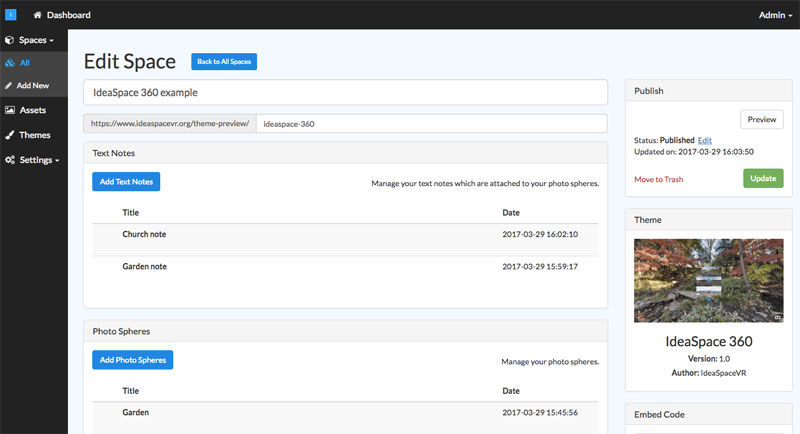 Dashboard
Admin
Spaces
All
Add New
Assets
Themes
Settings
Edit Space
Back to All Spaces
IdeaSpace 360 example
https://www.ideaspacevr.org/theme-preview/ ideaspace-360
Text Notes
Add Text Notes
Manage your text notes which are attached to your photo spheres.
Title Date
Church note 2017-03-29 16:02:10
Garden note 2017-03-29 15:59:17
Photo Spheres
Add Photo Spheres
Manage your photo spheres.
Title Date
Garden 2017-03-29 15:45:56
Publish
Preview
Status: Published Edit
Updated on: 2017-03-29 16:03:50
Move to Trash
Update
Theme
IdeaSpace 360
Version: 1.0
Author: IdeaSpaceVR
Embed Code